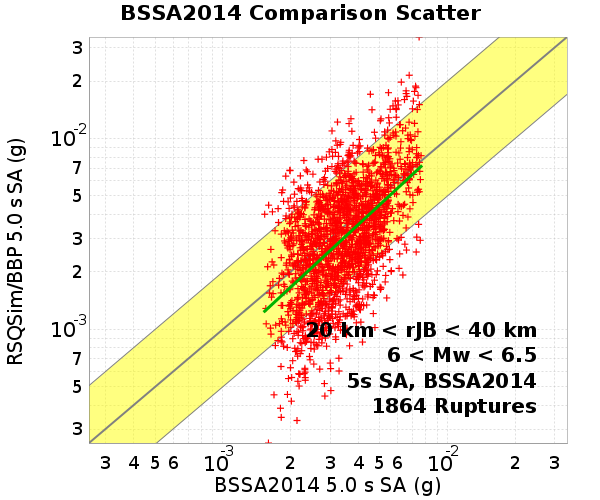 BSSA2014 Comparison Scatter
RSQSim/BBP 5.0 s SA (g)
3
2
10-2
7
5
3
2
10-3
7
5
3
20 km < rJB < 40 km
6 < Mw < 6.5
5s SA, BSSA2014
1864 Ruptures
3 4 5 6 10-3 2 3 4 5 6 10-2 2 3
BSSA2014 5.0 s SA (g)